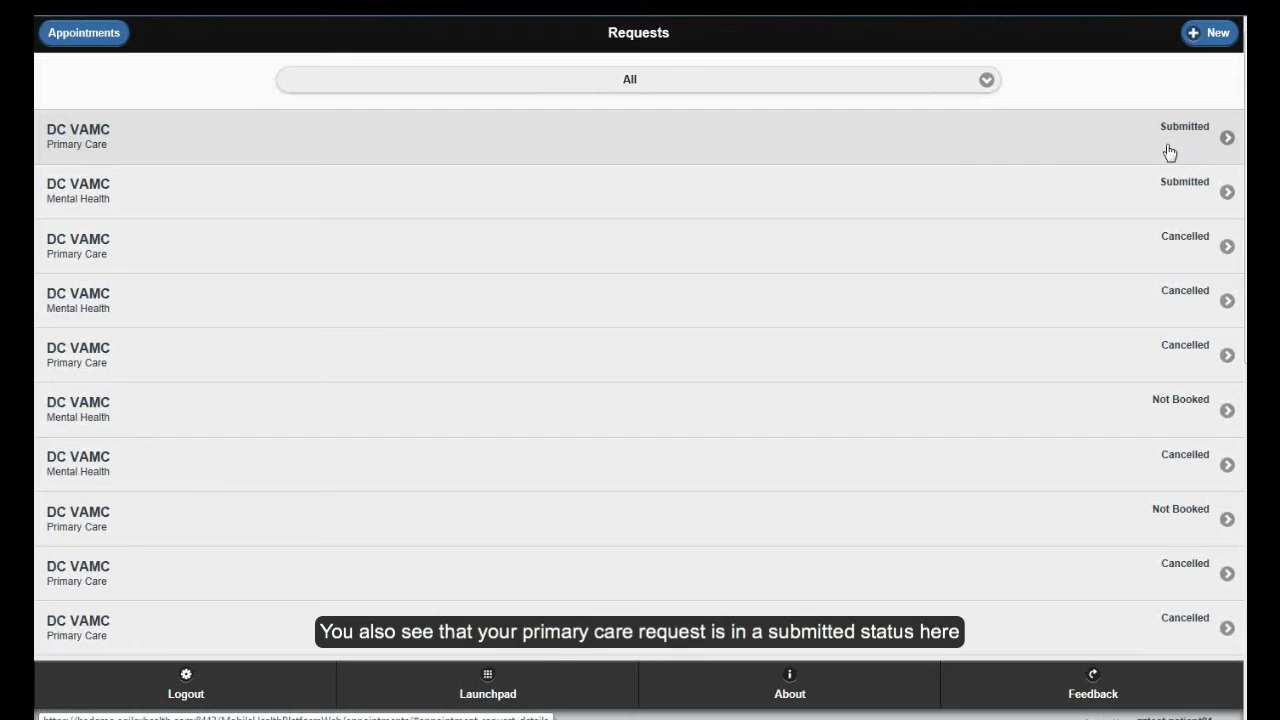 Appointments
Requests
New
All
DC VAMC
Primary Care
Submitted
DC VAMC
Mental Health
Submitted
DC VAMC
Primary Care
Cancelled
DC VAMC
Mental Health
Cancelled
DC VAMC
Primary Care
Cancelled
DC VAMC
Mental Health
Not Booked
DC VAMC
Mental Health
Cancelled
DC VAMC
Primary Care
Not Booked
DC VAMC
Primary Care
Cancelled
DC VAMC
Primary Care
Cancelled
You also see that your primary care request is in a submitted status here
Logout
Launchpad
About
Feedback